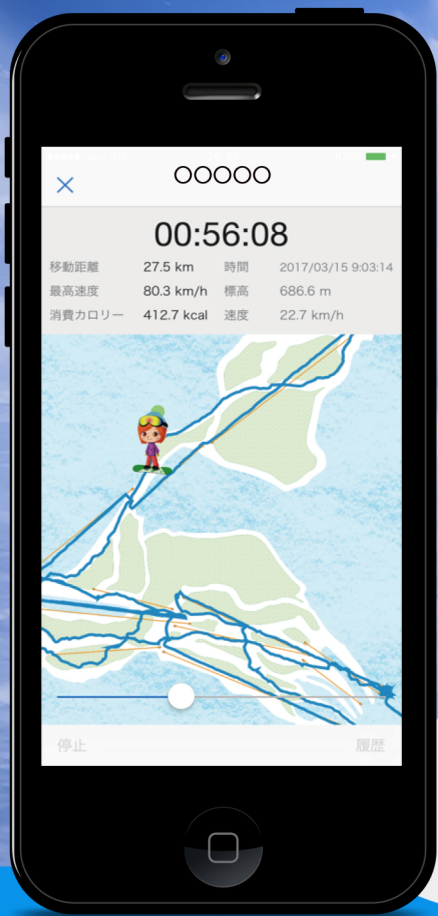 ○○○○○
00:56:08
移動距離 27.5 km 時間 2017/03/15 9:03:14
最高速度 80.3 km/h 標高 686.6 m
消費カロリー 412.7 kcal 速度 22.7 km/h
停止 履歴